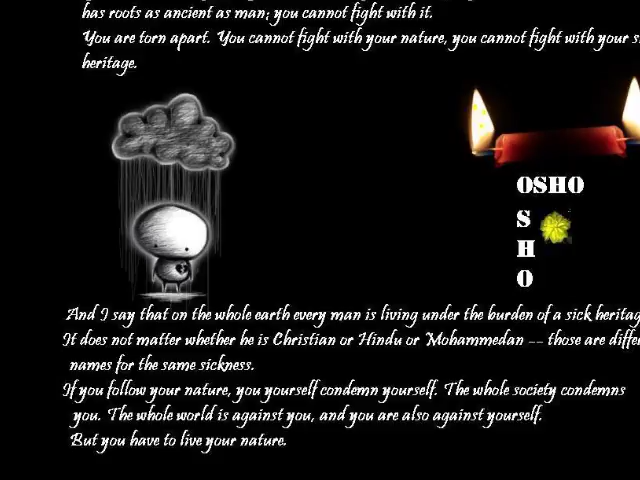 has roots as ancient as man; you cannot fight with it.
You are torn apart. You cannot fight with your nature, you cannot fight with your
heritage.
OSHO
S
H
O
And I say that on the whole earth every man is living under the burden of a sick heritag
It does not matter whether he is Christian or Hindu or Mohammedan -- those are diffe
names for the same sickness.
If you follow your nature, you yourself condemn yourself. The whole society condemns
you. The whole world is against you, and you are also against yourself.
But you have to live your nature.